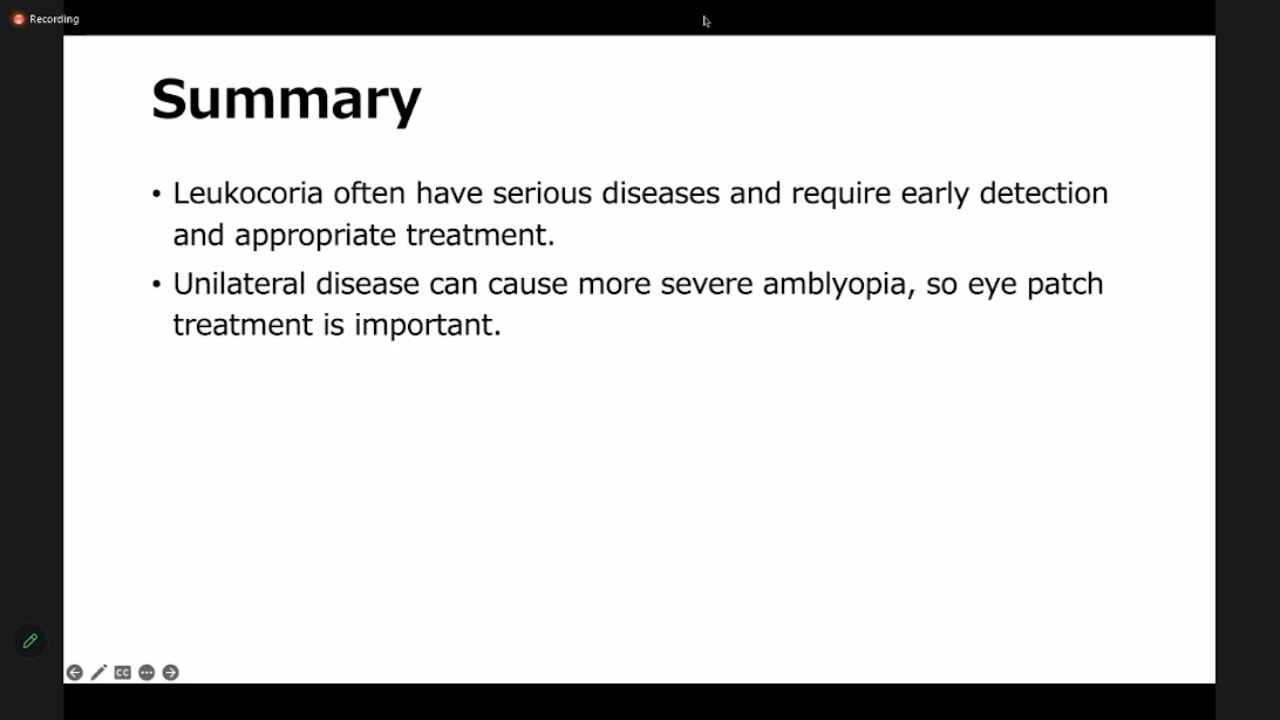 Recording
Summary
• Leukocoria often have serious diseases and require early detection
and appropriate treatment.
• Unilateral disease can cause more severe amblyopia, so eye patch
treatment is important.
CC